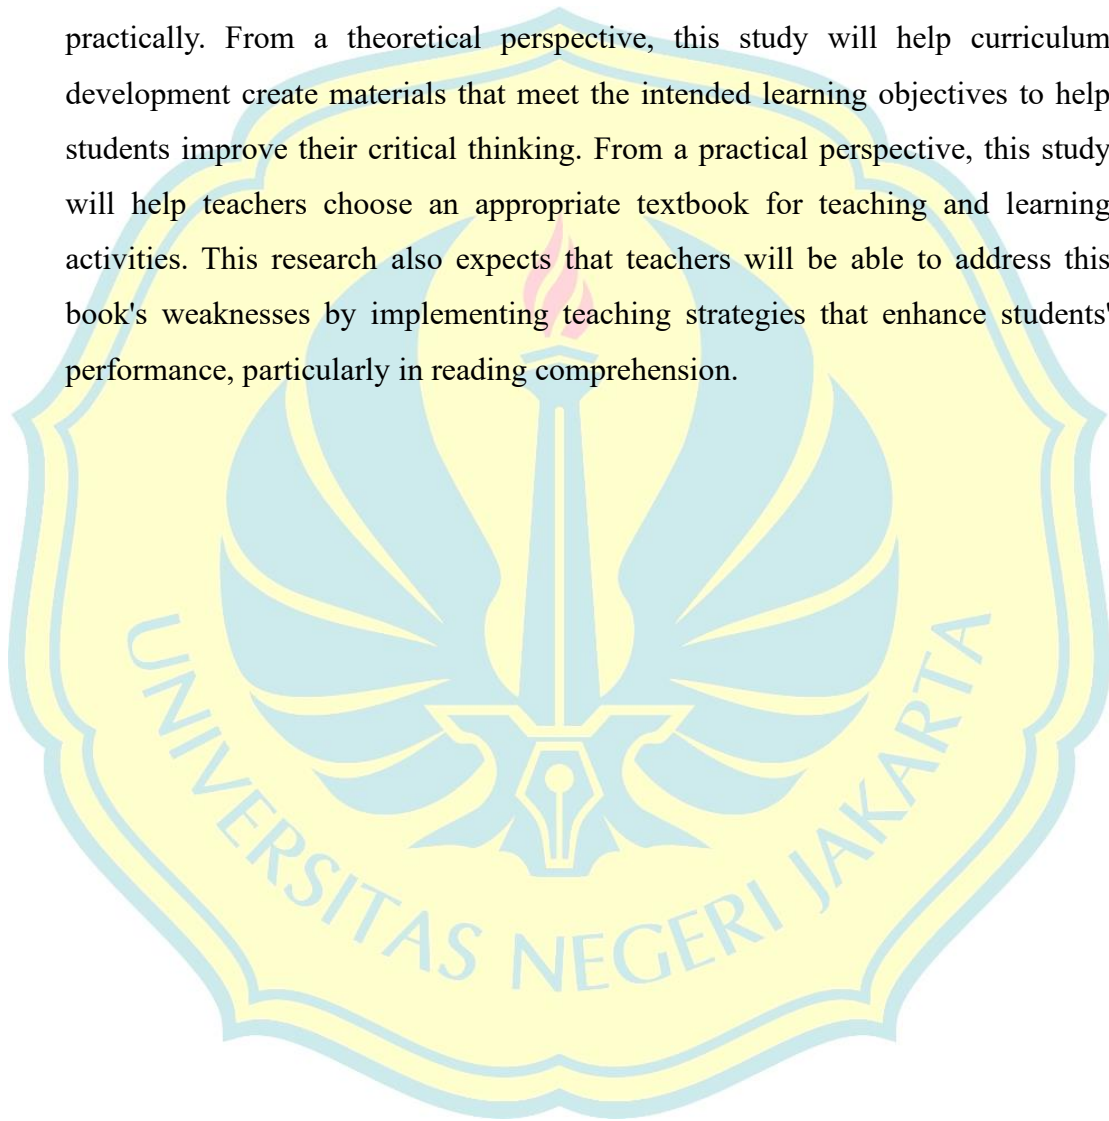 practically. From a theoretical perspective, this study will help curriculum
development create materials that meet the intended learning objectives to help
students improve their critical thinking. From a practical perspective, this study
will help teachers choose an appropriate textbook for teaching and learning
activities. This research also expects that teachers will be able to address this
book's weaknesses by implementing teaching strategies that enhance students'
performance, particularly in reading comprehension.
UNIVERSITAS NEGERI JAKARTA